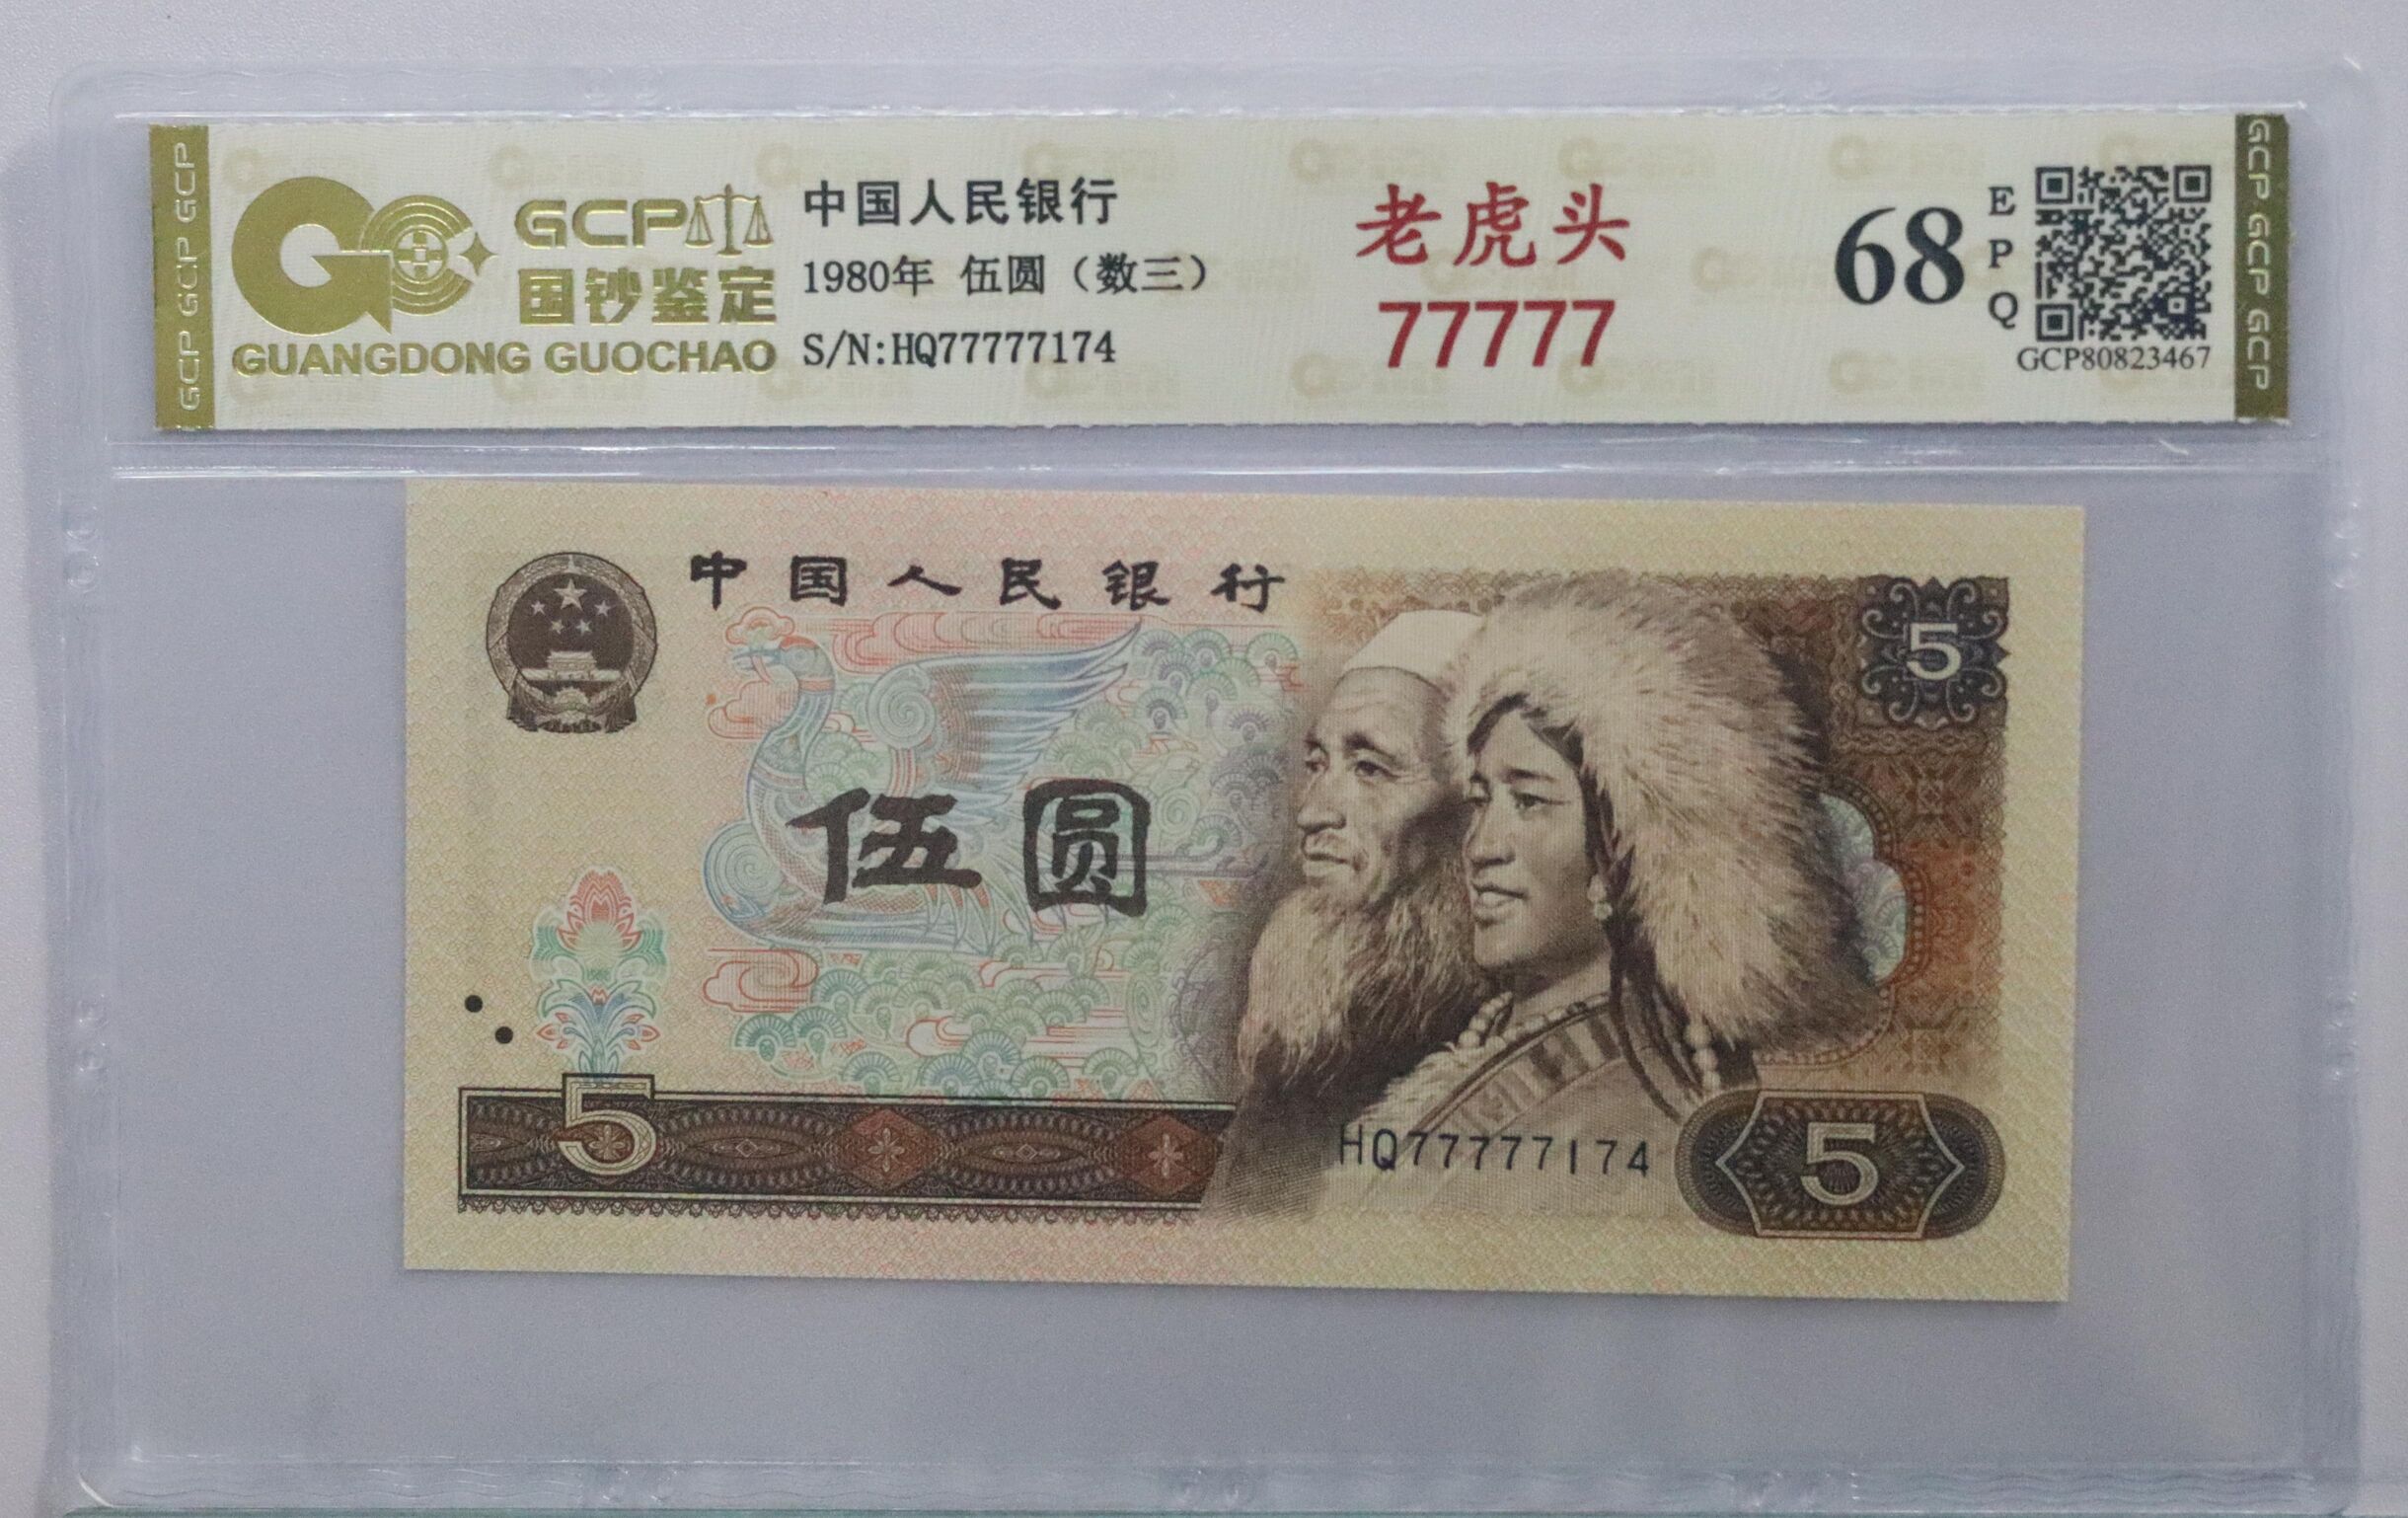 GCP GCP GCP
GCP
国钞鉴定
GUANGDONG GUOCHAO
中国人民银行
1980年 伍圆（数三）
S/N:HQ77777174
老虎头
77777
68
E
P
Q
GCP80823467
GCP GCP GCP
中国人民银行
5
伍圆
5
HQ77777174
5